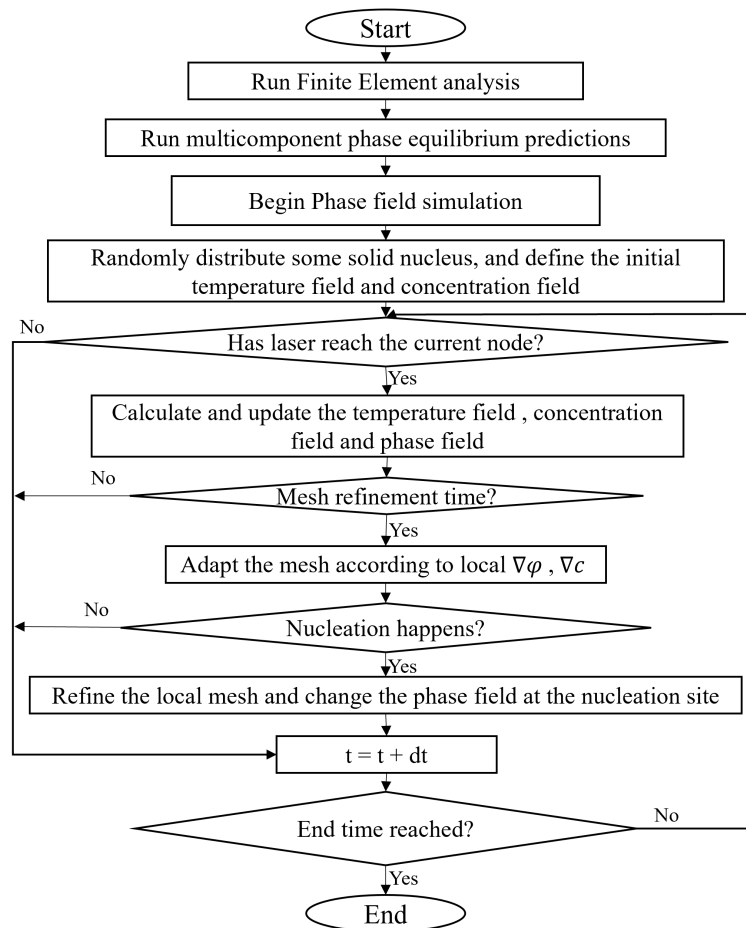 Start
Run Finite Element analysis
Run multicomponent phase equilibrium predictions
Begin Phase field simulation
Randomly distribute some solid nucleus, and define the initial
temperature field and concentration field
No
Has laser reach the current node?
Yes
Calculate and update the temperature field , concentration
field and phase field
No
Mesh refinement time?
Yes
Adapt the mesh according to local ∇φ , ∇c
No
Nucleation happens?
Yes
Refine the local mesh and change the phase field at the nucleation site
t = t + dt
End time reached?
No
Yes
End